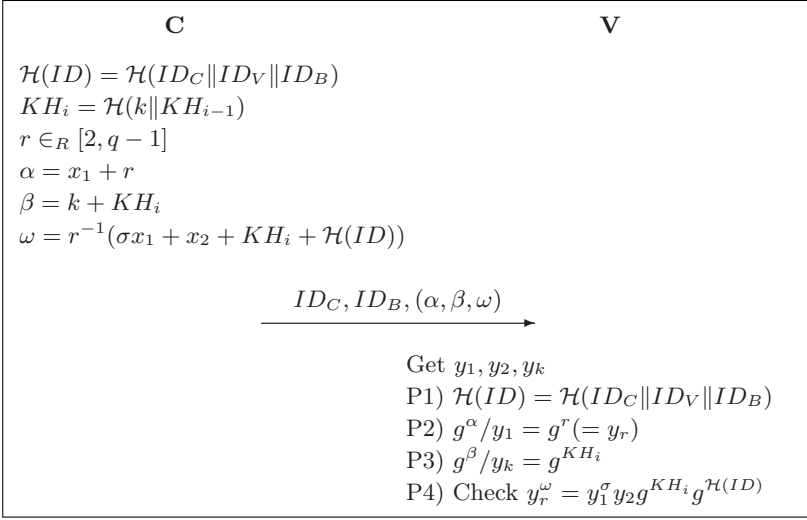 C V
𝓗(ID) = 𝓗(ID_C‖ID_V‖ID_B)
KH_i = 𝓗(k‖KH_{i−1})
r ∈_R [2, q − 1]
α = x_1 + r
β = k + KH_i
ω = r^{−1}(σx_1 + x_2 + KH_i + 𝓗(ID))
ID_C, ID_B, (α, β, ω)
Get y_1, y_2, y_k
P1) 𝓗(ID) = 𝓗(ID_C‖ID_V‖ID_B)
P2) g^α/y_1 = g^r(= y_r)
P3) g^β/y_k = g^{KH_i}
P4) Check y_r^ω = y_1^σ y_2 g^{KH_i} g^{𝓗(ID)}